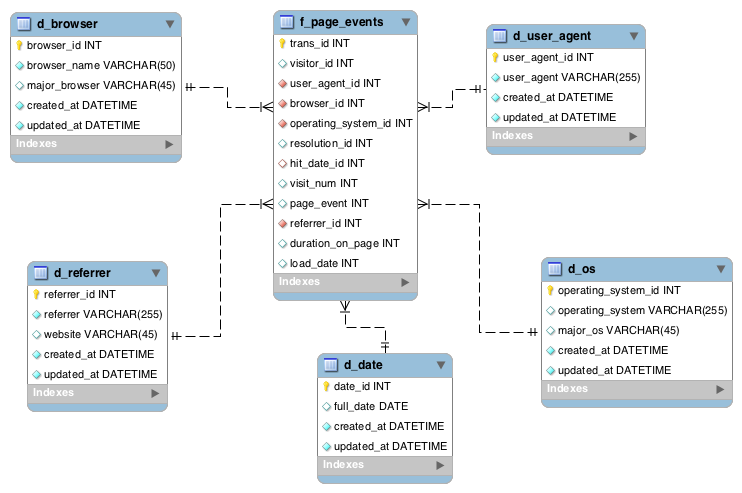 d_browser
browser_id INT
browser_name VARCHAR(50)
major_browser VARCHAR(45)
created_at DATETIME
updated_at DATETIME
Indexes
f_page_events
trans_id INT
visitor_id INT
user_agent_id INT
browser_id INT
operating_system_id INT
resolution_id INT
hit_date_id INT
visit_num INT
page_event INT
referrer_id INT
duration_on_page INT
load_date INT
Indexes
d_user_agent
user_agent_id INT
user_agent VARCHAR(255)
created_at DATETIME
updated_at DATETIME
Indexes
d_referrer
referrer_id INT
referrer VARCHAR(255)
website VARCHAR(45)
created_at DATETIME
updated_at DATETIME
Indexes
d_date
date_id INT
full_date DATE
created_at DATETIME
updated_at DATETIME
Indexes
d_os
operating_system_id INT
operating_system VARCHAR(255)
major_os VARCHAR(45)
created_at DATETIME
updated_at DATETIME
Indexes